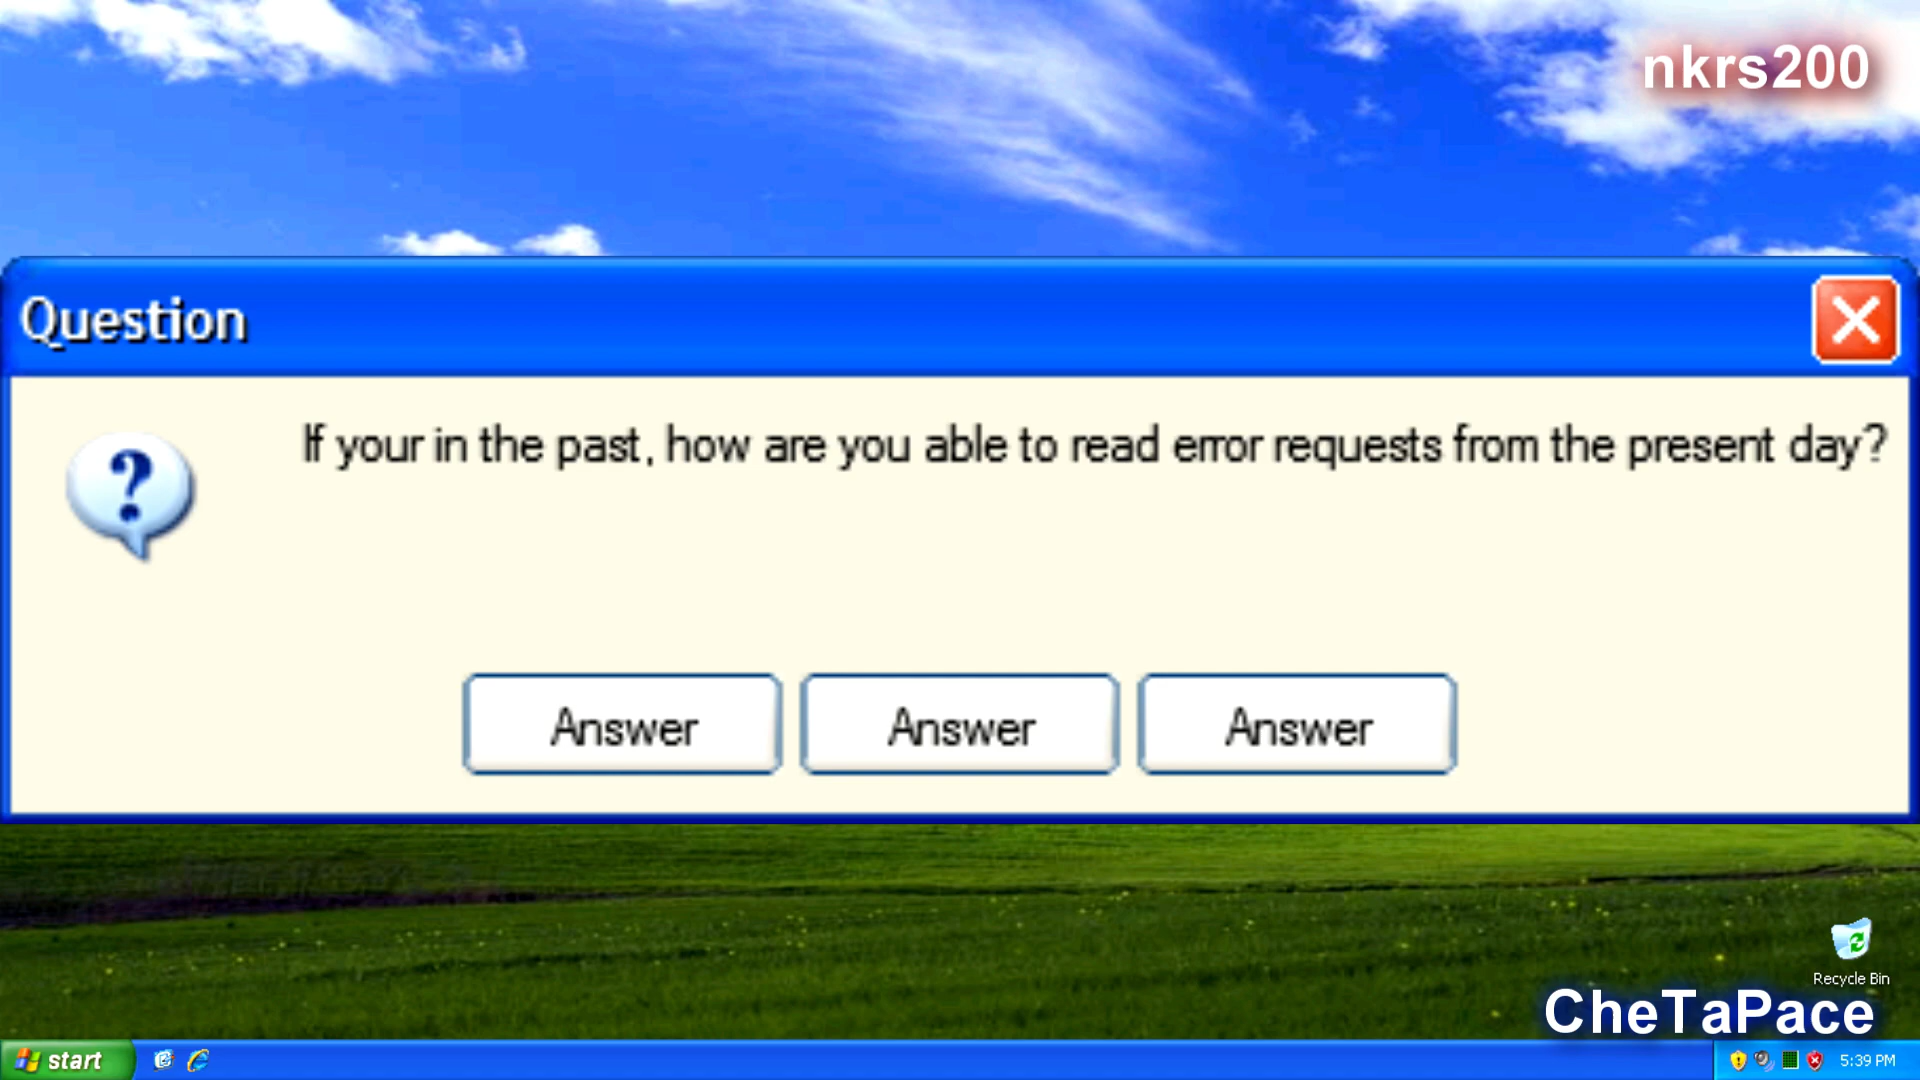 nkrs200
Question
If your in the past, how are you able to read error requests from the present day?
Answer
Answer
Answer
Recycle Bin
CheTaPace
start
5:39 PM